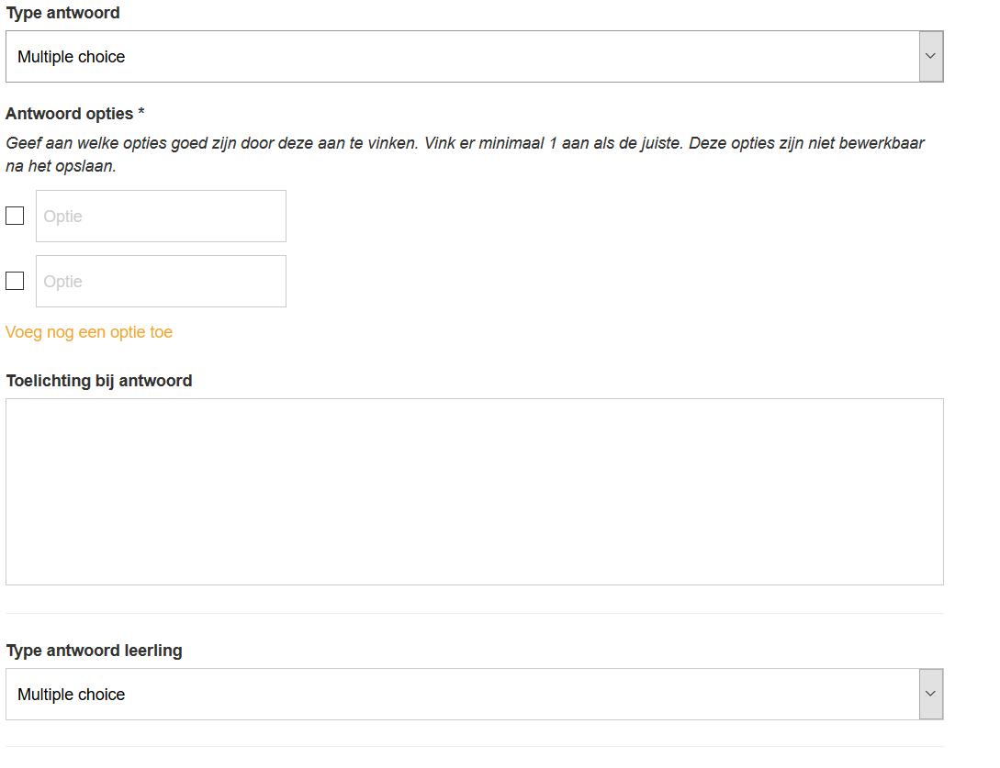 Type antwoord
Multiple choice
Antwoord opties *
Geef aan welke opties goed zijn door deze aan te vinken. Vink er minimaal 1 aan als de juiste. Deze opties zijn niet bewerkbaar
na het opslaan.
Optie
Optie
Voeg nog een optie toe
Toelichting bij antwoord
Type antwoord leerling
Multiple choice